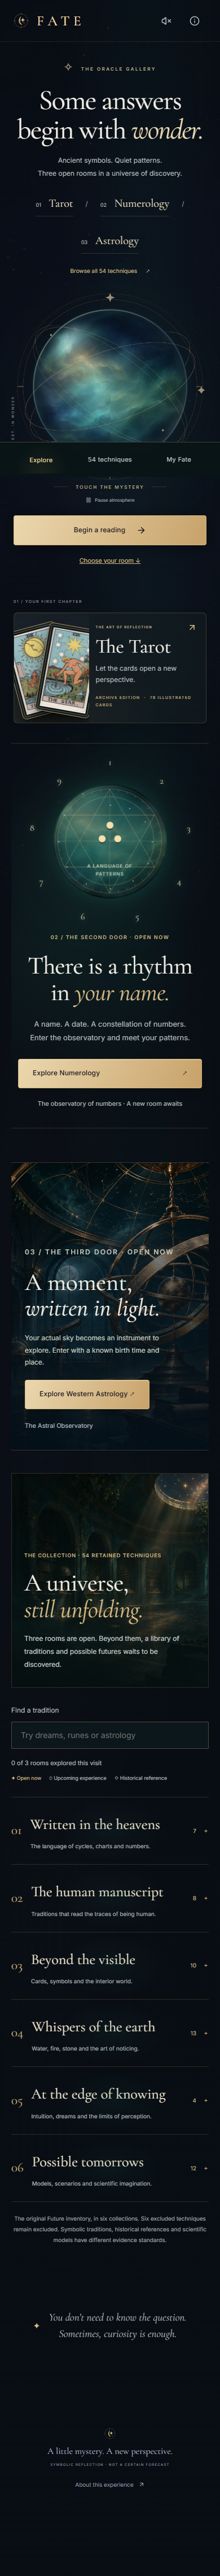 FATE
THE ORACLE GALLERY
Some answers
begin with wonder.
Ancient symbols. Quiet patterns.
Three open rooms in a universe of discovery.
01 Tarot / 02 Numerology /
03 Astrology
Browse all 54 techniques ↗
Explore
54 techniques
My Fate
TOUCH THE MYSTERY
Pause atmosphere
Begin a reading →
Choose your room ↓
01 / YOUR FIRST CHAPTER
THE ART OF REFLECTION
The Tarot
Let the cards open a new
perspective.
ARCHIVE EDITION · 78 ILLUSTRATED
CARDS
1
9
2
8
3
A LANGUAGE OF
PATTERNS
7
4
6
5
02 / THE SECOND DOOR · OPEN NOW
There is a rhythm
in your name.
A name. A date. A constellation of numbers.
Enter the observatory and meet your patterns.
Explore Numerology ↗
The observatory of numbers · A new room awaits
03 / THE THIRD DOOR · OPEN NOW
A moment,
written in light.
Your actual sky becomes an instrument to
explore. Enter with a known birth time and
place.
Explore Western Astrology ↗
The Astral Observatory
THE COLLECTION · 54 RETAINED TECHNIQUES
A universe,
still unfolding.
Three rooms are open. Beyond them, a library of
traditions and possible futures waits to be
discovered.
Find a tradition
Try dreams, runes or astrology
0 of 3 rooms explored this visit
Open now
Upcoming experience
Historical reference
01 Written in the heavens 7 +
The language of cycles, charts and numbers.
02 The human manuscript 8 +
Traditions that read the traces of being human.
03 Beyond the visible 10 +
Cards, symbols and the interior world.
04 Whispers of the earth 13 +
Water, fire, stone and the art of noticing.
05 At the edge of knowing 4 +
Intuition, dreams and the limits of perception.
06 Possible tomorrows 12 +
Models, scenarios and scientific imagination.
The original Future inventory, in six collections. Six excluded techniques
remain excluded. Symbolic traditions, historical references and scientific
models have different evidence standards.
You don't need to know the question.
Sometimes, curiosity is enough.
A little mystery. A new perspective.
SYMBOLIC REFLECTION · NOT A CERTAIN FORECAST
About this experience ↗